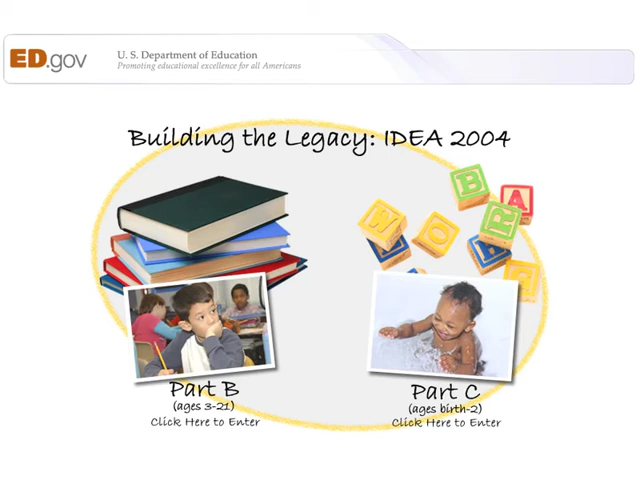 ED.gov
U. S. Department of Education
Promoting educational excellence for all Americans
Building the Legacy: IDEA 2004
B
A
R
W
O
Part B
(ages 3-21)
Click Here to Enter
Part C
(ages birth-2)
Click Here to Enter